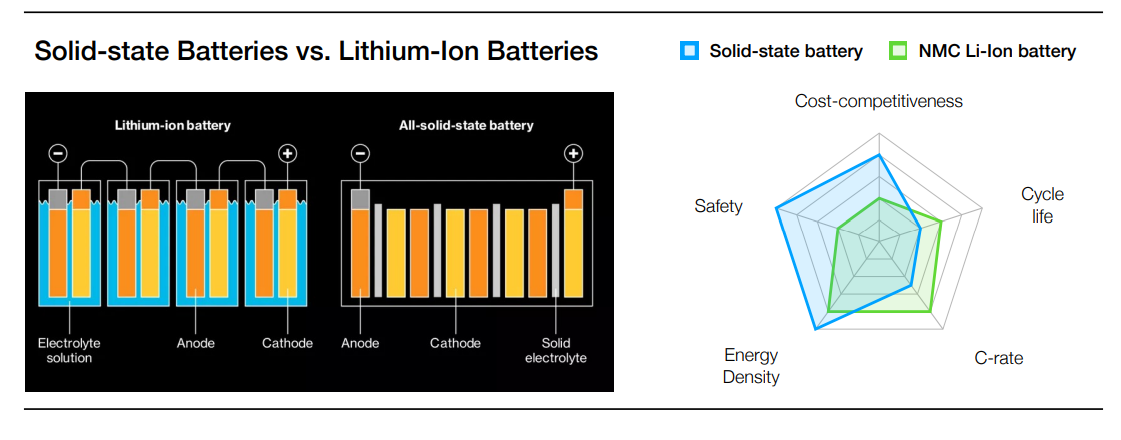 Solid-state Batteries vs. Lithium-Ion Batteries
Solid-state battery
NMC Li-Ion battery
Lithium-ion battery
All-solid-state battery
−
+
−
+
Electrolyte
solution
Anode
Cathode
Anode
Cathode
Solid
electrolyte
Cost-competitiveness
Safety
Cycle
life
Energy
Density
C-rate